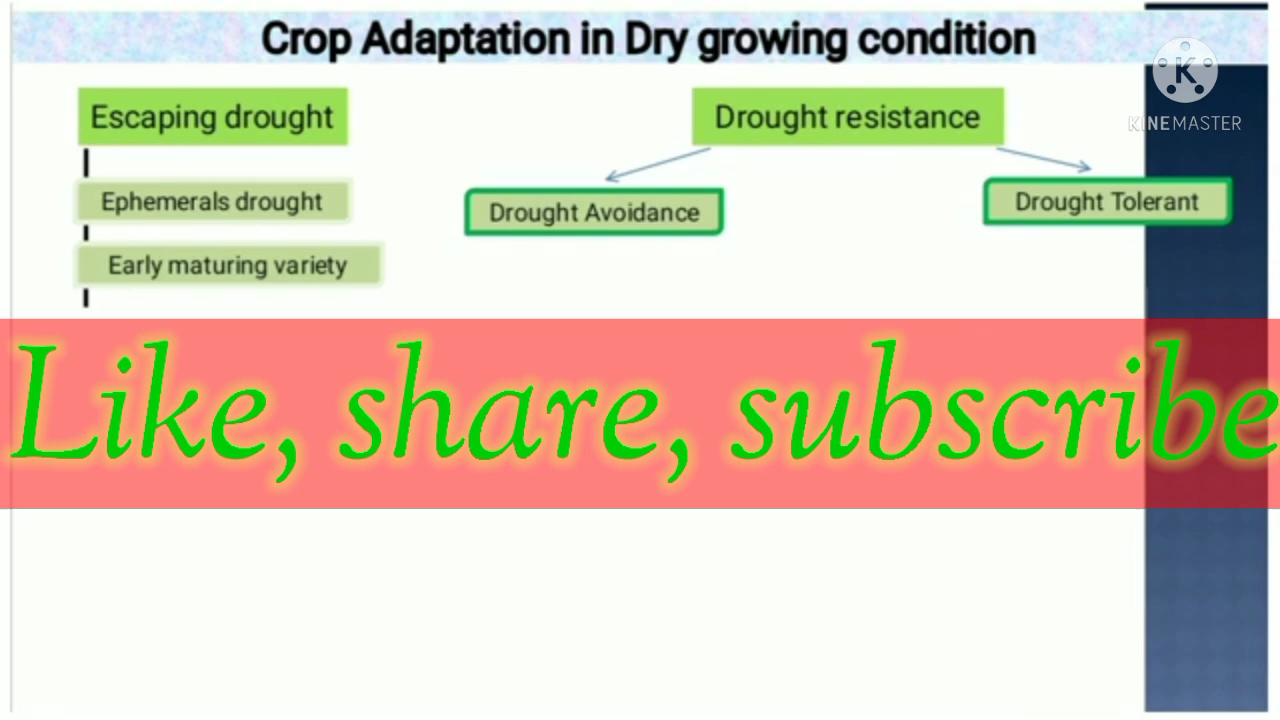 Crop Adaptation in Dry growing condition
KINEMASTER
Escaping drought
Drought resistance
Ephemerals drought
Drought Avoidance
Drought Tolerant
Early maturing variety
Like, share, subscribe